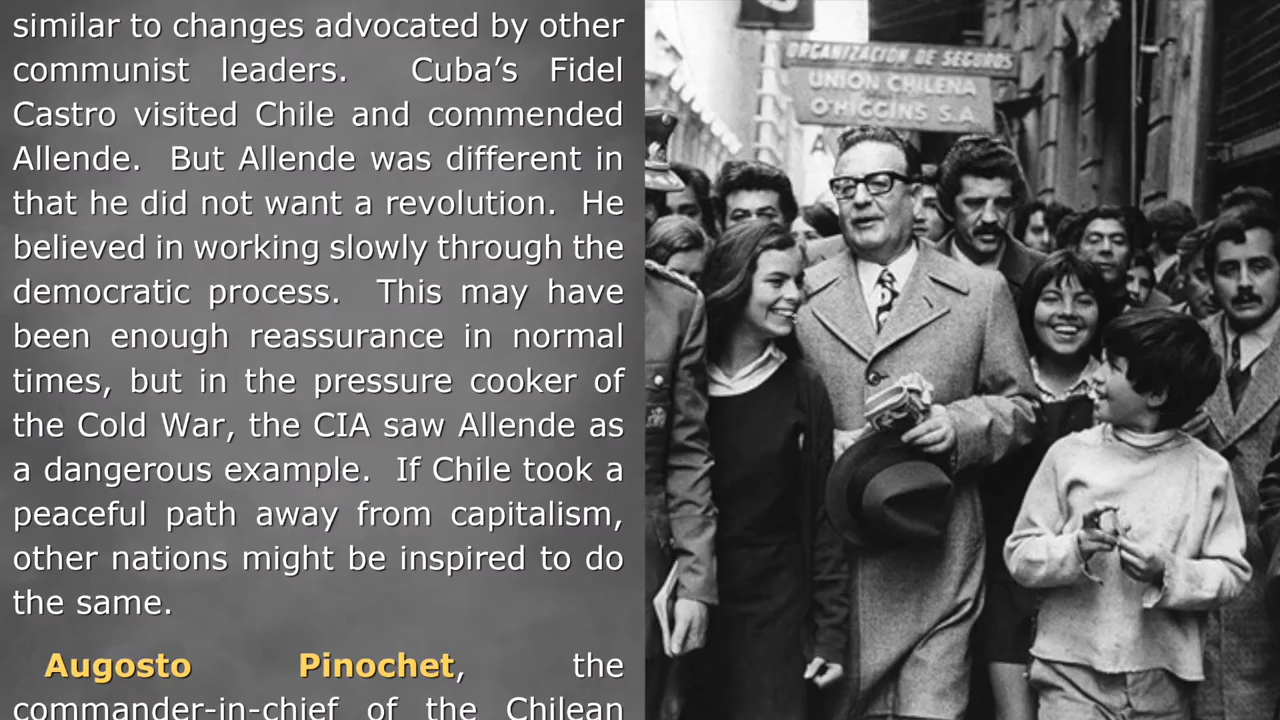 similar to changes advocated by other
communist leaders. Cuba’s Fidel
Castro visited Chile and commended
Allende. But Allende was different in
that he did not want a revolution. He
believed in working slowly through the
democratic process. This may have
been enough reassurance in normal
times, but in the pressure cooker of
the Cold War, the CIA saw Allende as
a dangerous example. If Chile took a
peaceful path away from capitalism,
other nations might be inspired to do
the same.
Augosto Pinochet, the
commander-in-chief of the Chilean
ORGANIZACION DE SEGUROS
UNION CHILENA
O'HIGGINS S.A.